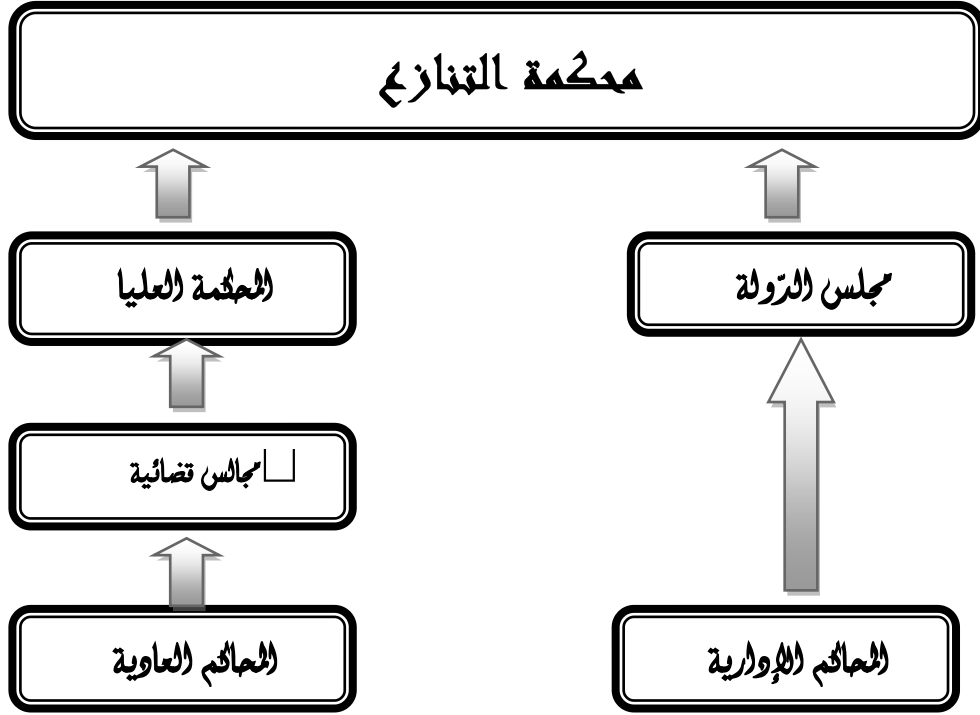 محكمة التنازع
مجلس الدّولة
المحكمة العليا
مجالس قضائية
المحاكم الإدارية
المحاكم العادية